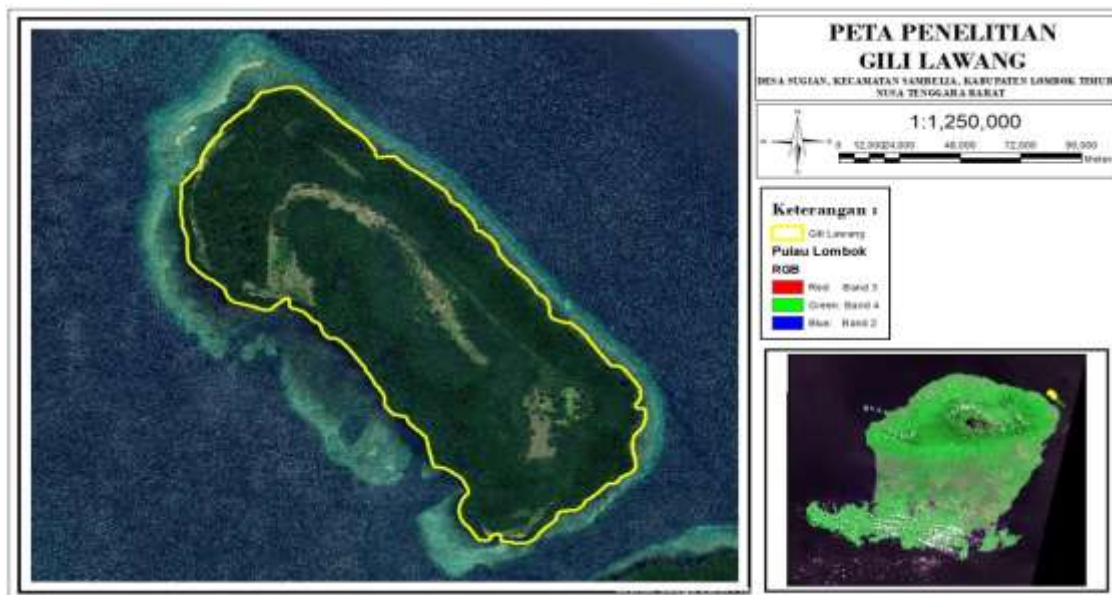 PETA PENELITIAN
GILI LAWANG
DESA SUGIAN, KECAMATAN SAMBELIA, KABUPATEN LOMBOK TIMUR
NUSA TENGGARA BARAT
1:1,250,000
0 12,00024,000 48,000 72,000 96,000
Meter
Keterangan :
Gili Lawang
Pulau Lombok
RGB
Red: Band 3
Green: Band 4
Blue: Band 2